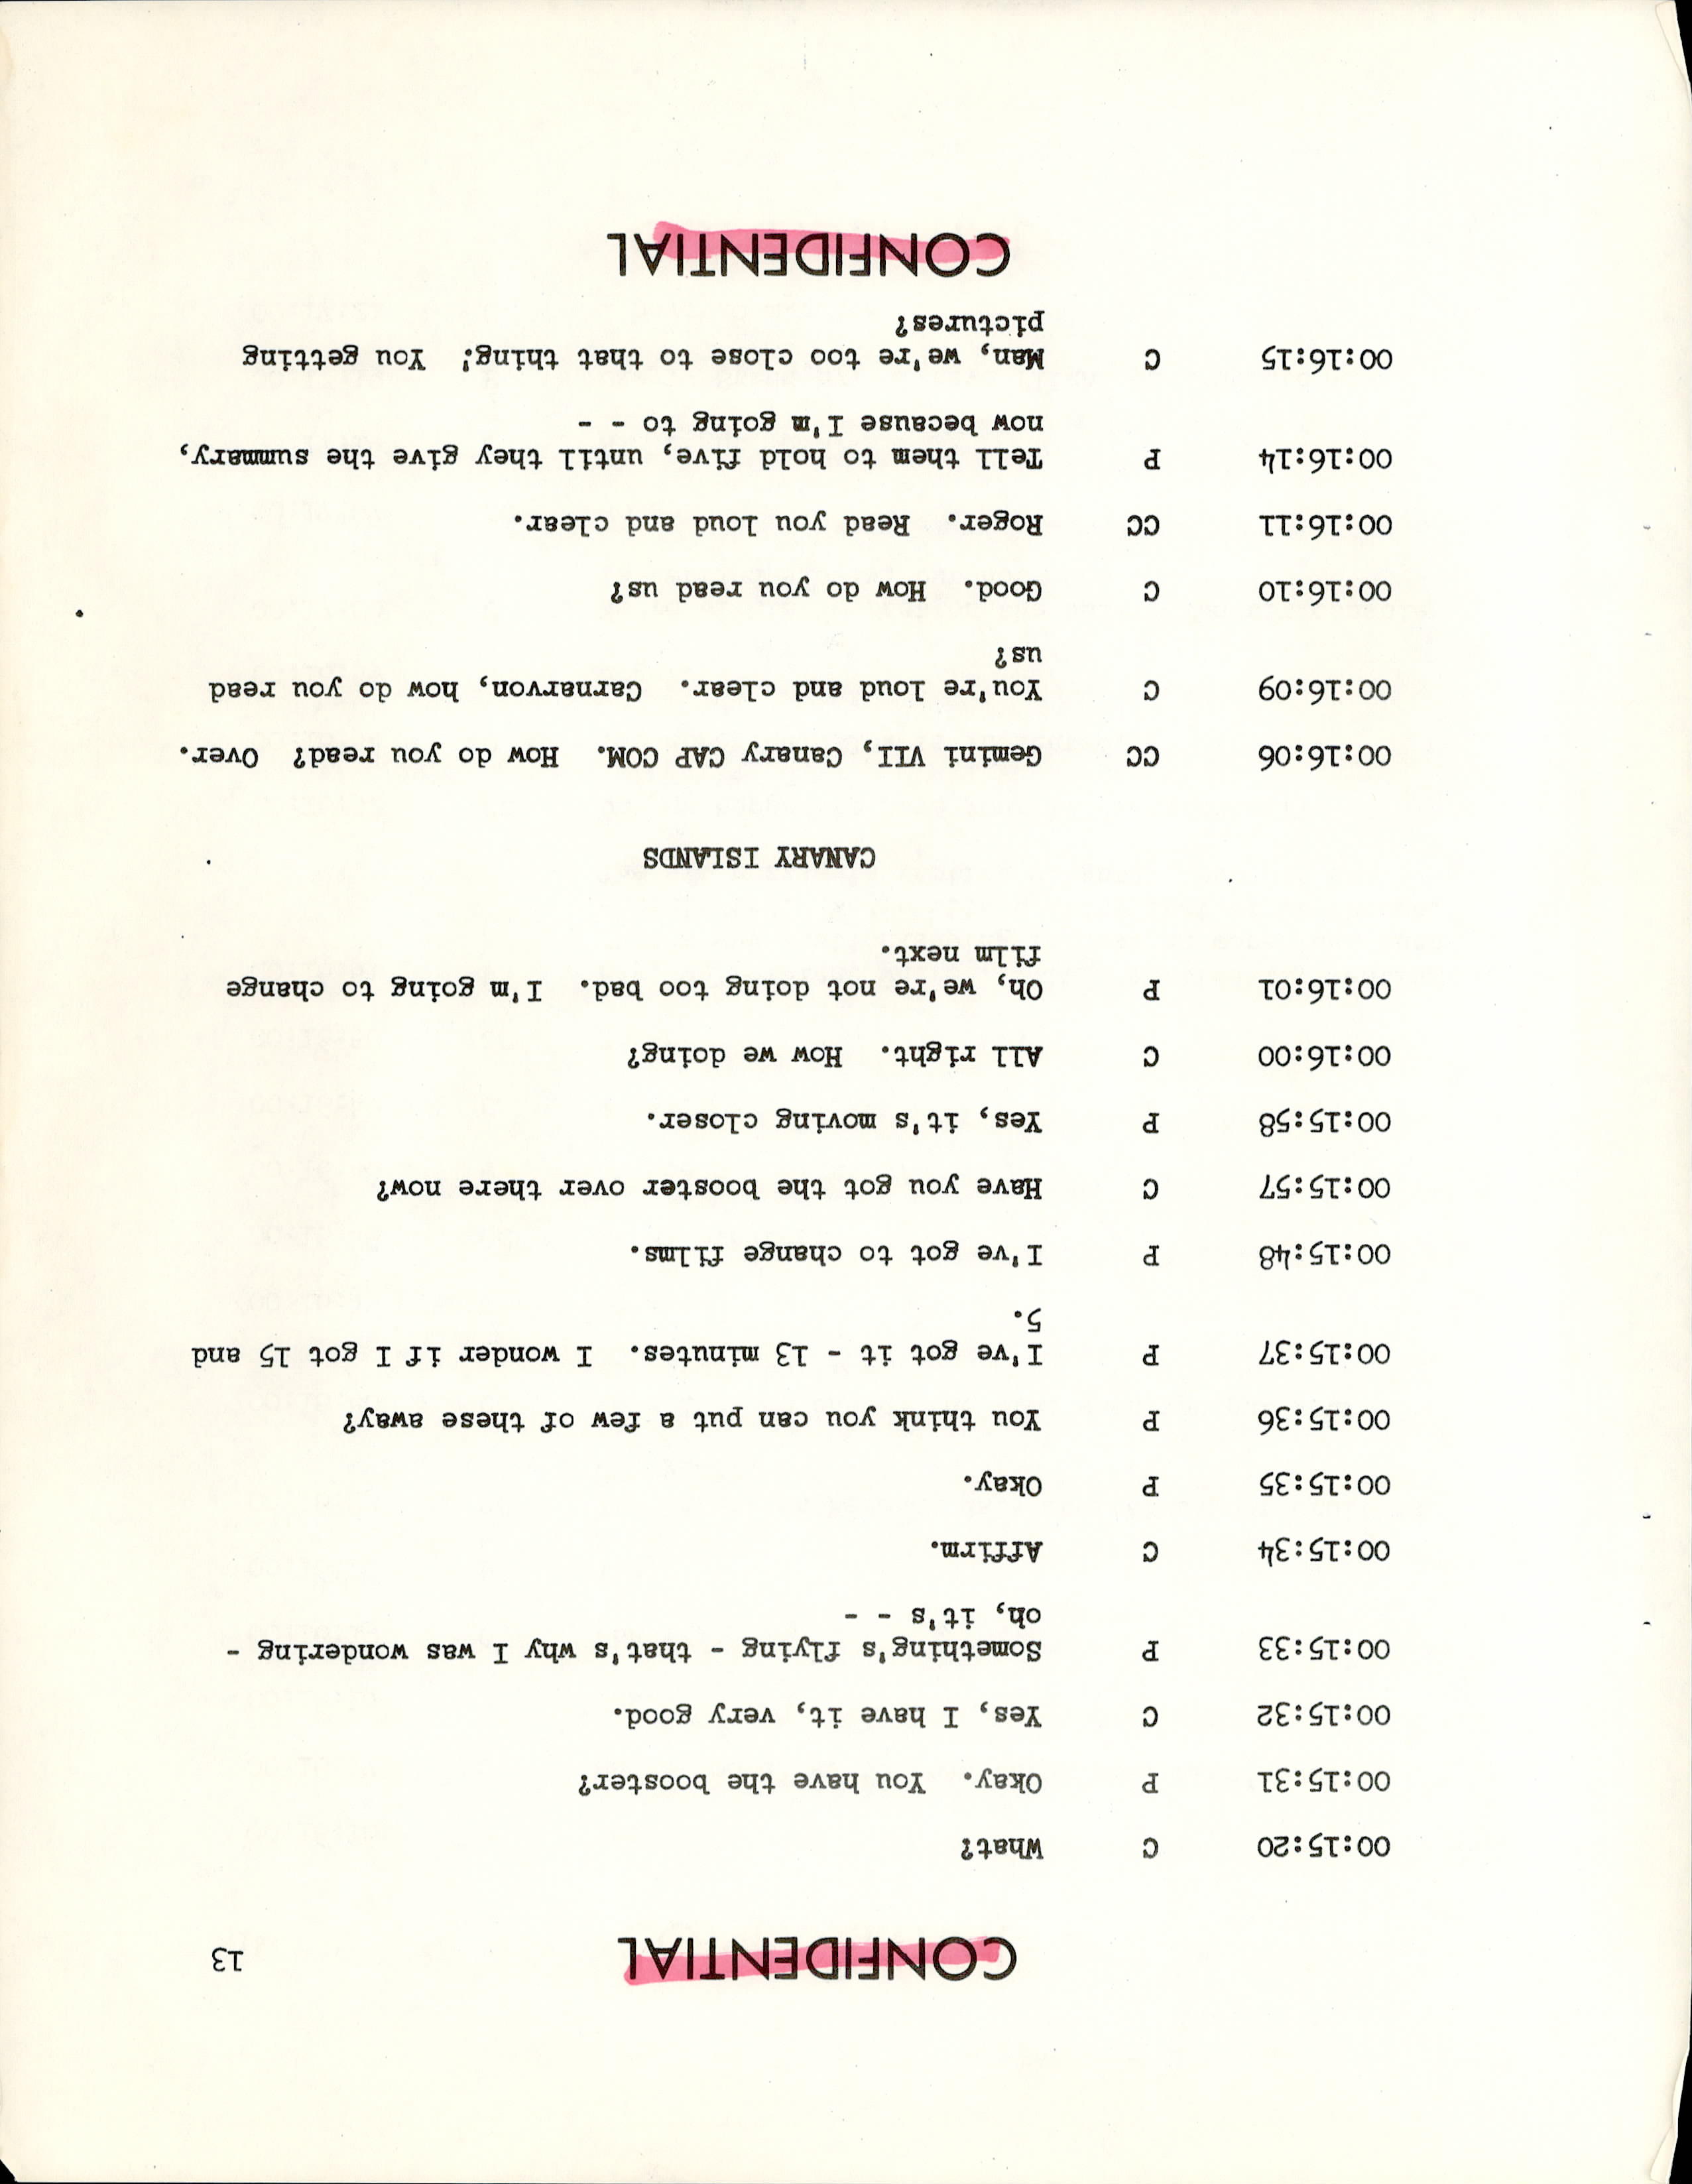 CONFIDENTIAL 13
00:15:20 C What?
00:15:31 P Okay. You have the booster?
00:15:32 C Yes, I have it, very good.
00:15:33 P Something's flying - that's why I was wondering -
oh, it's - -
00:15:34 C Affirm.
00:15:35 P Okay.
00:15:36 P You think you can put a few of these away?
00:15:37 P I've got it - 13 minutes. I wonder if I got 15 and
5.
00:15:48 P I've got to change films.
00:15:57 C Have you got the booster over there now?
00:15:58 P Yes, it's moving closer.
00:16:00 C All right. How we doing?
00:16:01 P Oh, we're not doing too bad. I'm going to change
film next.
CANARY ISLANDS
00:16:06 CC Gemini VII, Canary CAP COM. How do you read? Over.
00:16:09 C You're loud and clear. Carnarvon, how do you read
us?
00:16:10 C Good. How do you read us?
00:16:11 CC Roger. Read you loud and clear.
00:16:14 P Tell them to hold five, until they give the summary,
now because I'm going to - -
00:16:15 C Man, we're too close to that thing! You getting
pictures?
CONFIDENTIAL